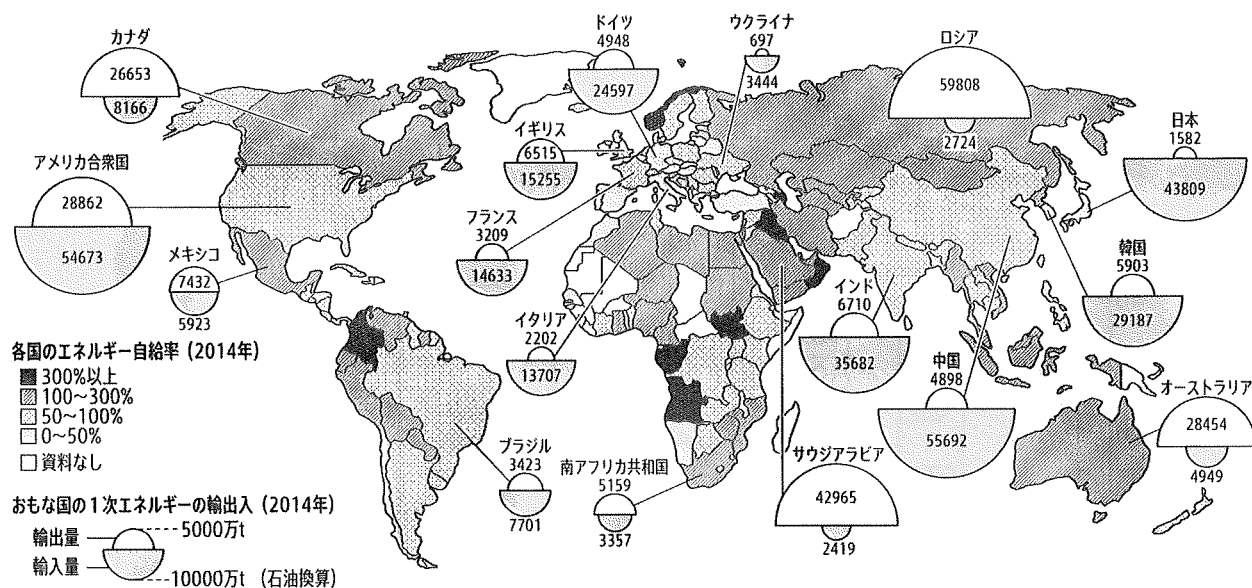 カナダ
26653
8166
アメリカ合衆国
28862
54673
メキシコ
7432
5923
ドイツ
4948
24597
ウクライナ
697
3444
イギリス
6515
15255
フランス
3209
14633
イタリア
2202
13707
ロシア
59808
2724
日本
1582
43809
韓国
5903
29187
インド
6710
35682
中国
4898
55692
オーストラリア
28454
4949
サウジアラビア
42965
2419
南アフリカ共和国
5159
3357
ブラジル
3423
7701
各国のエネルギー自給率 (2014年)
300%以上
100〜300%
50〜100%
0〜50%
資料なし
おもな国の1次エネルギーの輸出入 (2014年)
輸出量
5000万t
輸入量
10000万t (石油換算)